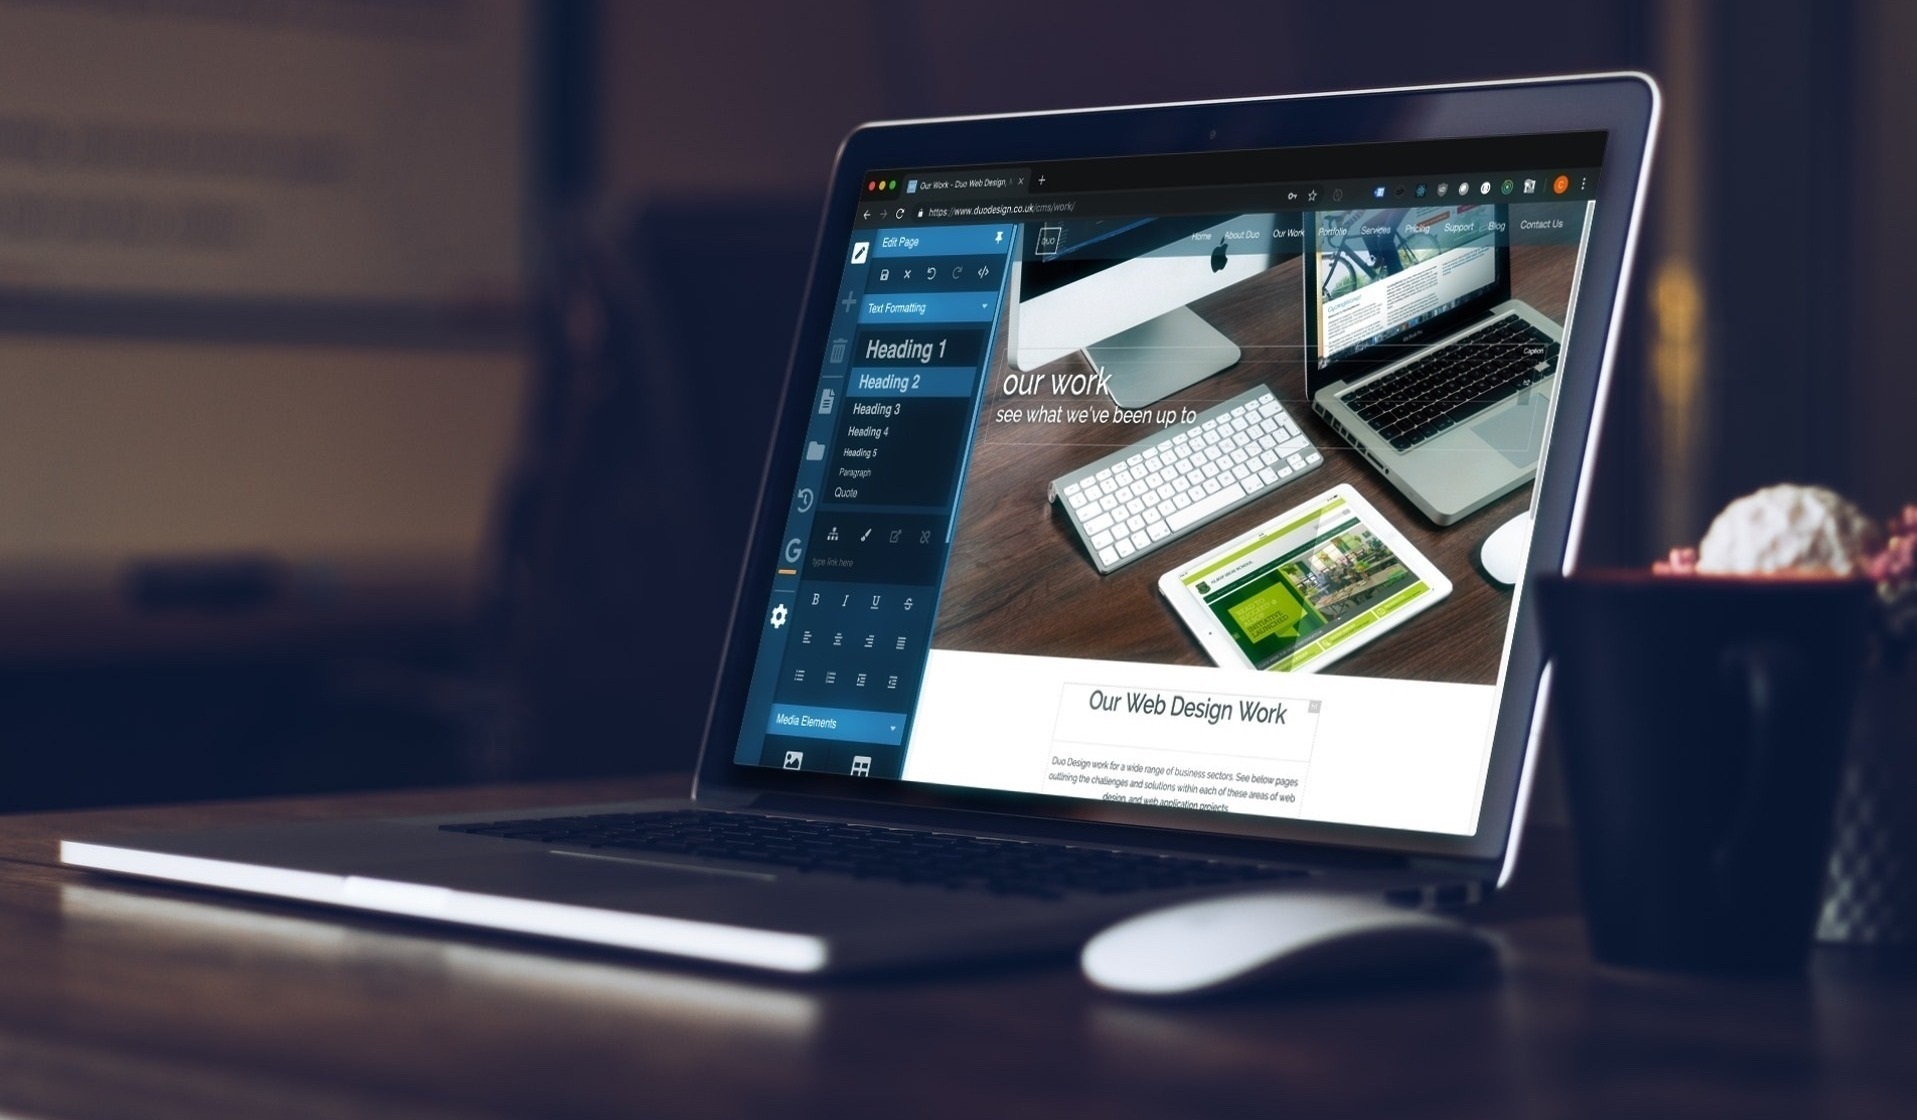 Our Work - Duo Web Design,
https://www.duodesign.co.uk/cms/work/
Edit Page
Text Formatting
Heading 1
Heading 2
Heading 3
Heading 4
Heading 5
Paragraph
Quote
type link here
B I U S
Media Elements
DUO
Home About Duo Our Work Portfolio Services Pricing Support Blog Contact Us
Caption
our work
see what we've been up to
INITIATIVE
LAUNCHED
Our Web Design Work
H1
Duo Design work for a wide range of business sectors. See below pages
outlining the challenges and solutions within each of these areas of web
design, and web application projects.